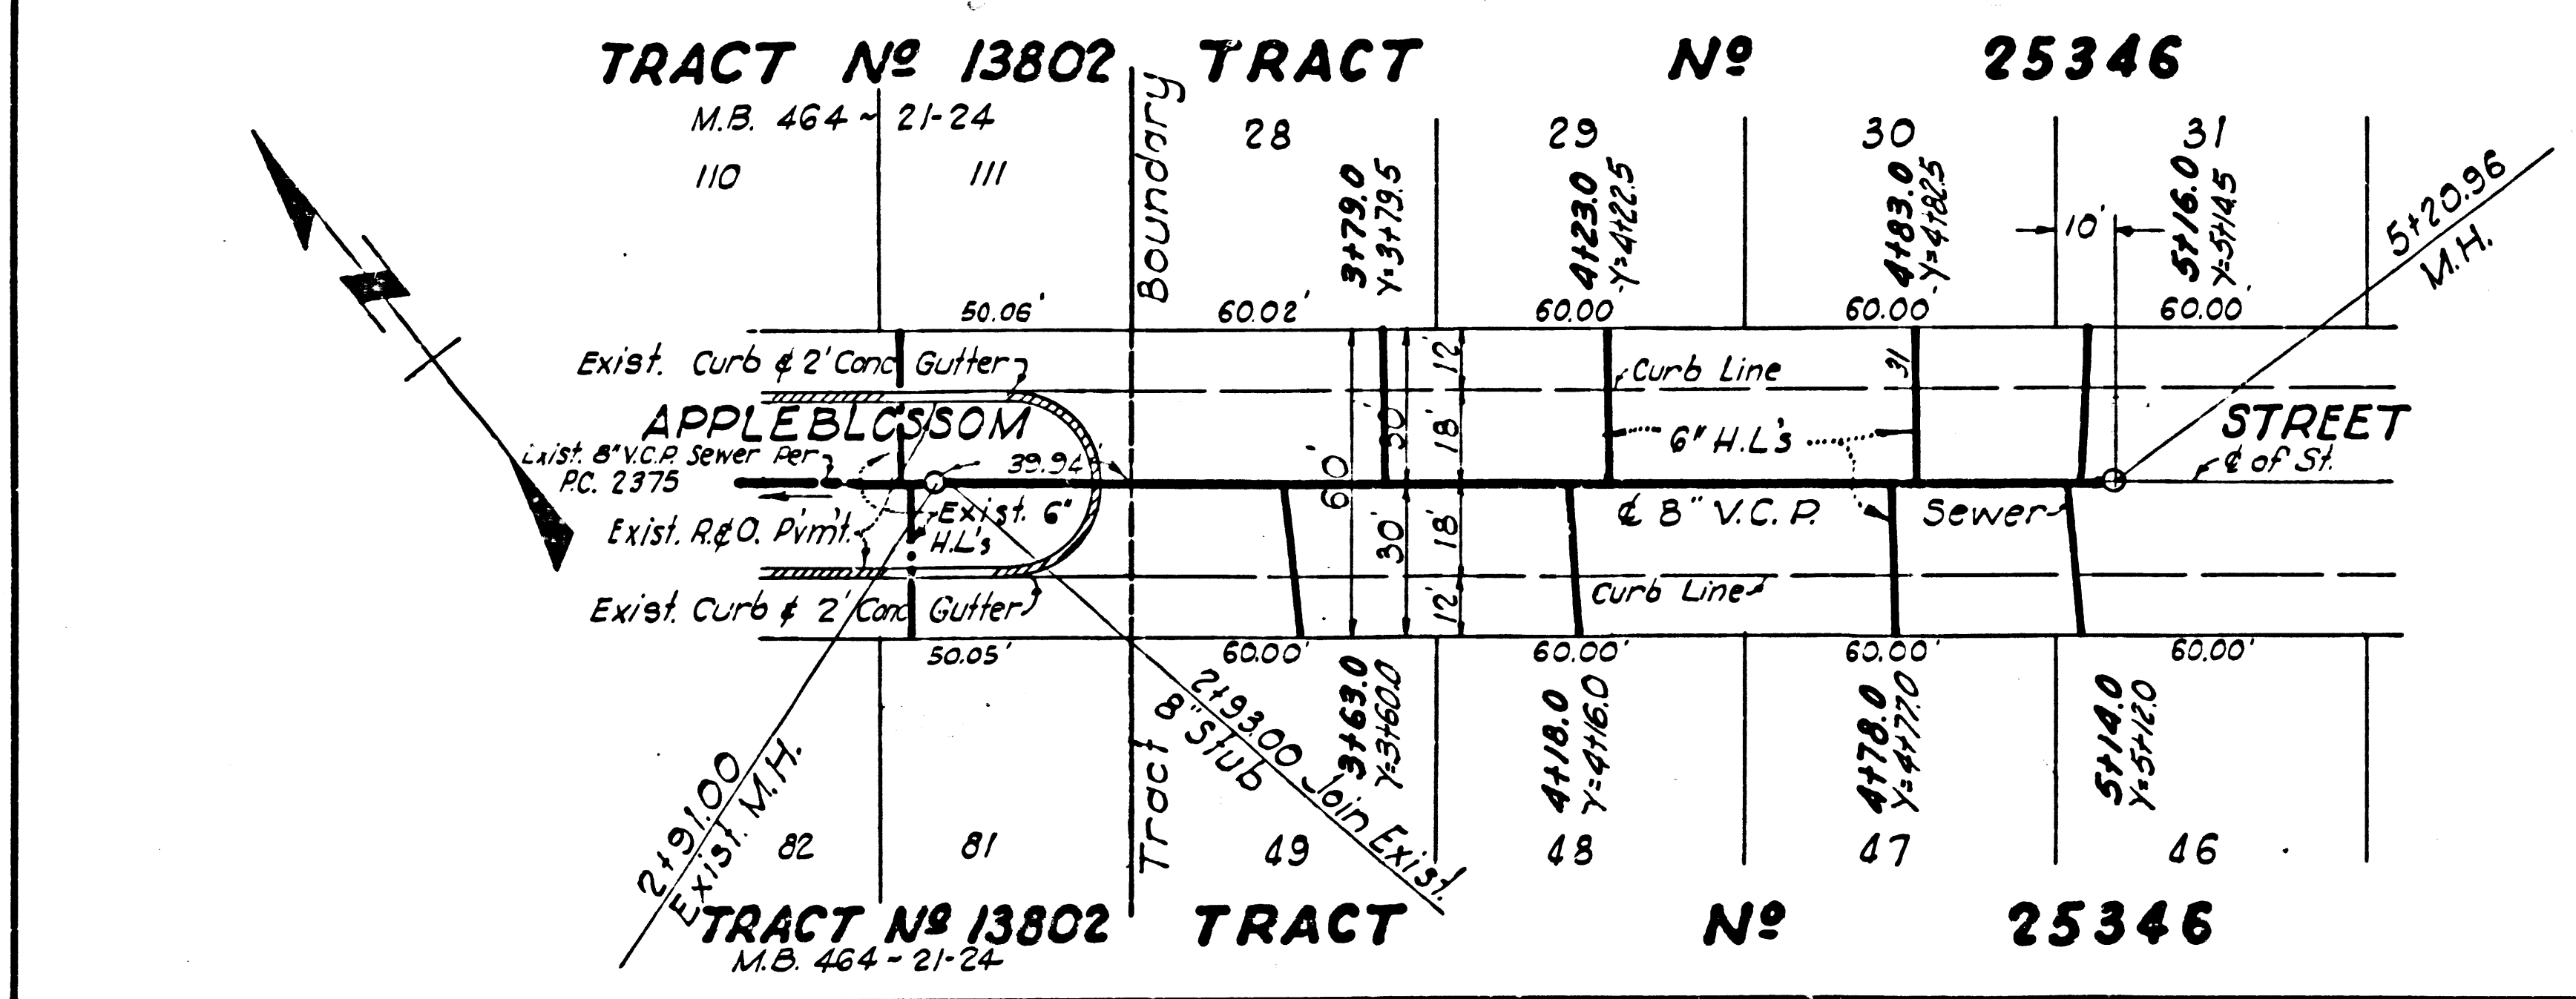 TRACT Nº 13802 TRACT Nº 25346
M.B. 464 ~ 21-24
110 111 28 29 30 31
Boundary
3+79.0
Y=3+79.5
4+23.0
Y=4+22.5
4+83.0
Y=4+82.5
5+16.0
Y=5+14.5
10'
5+20.96
M.H.
50.06' 60.02' 60.00' 60.00' 60.00'
Exist. Curb & 2' Conc Gutter
12'
31
Curb Line
APPLEBLOSSOM STREET
30'
18'
6" H.L's
Exist. 8" V.C.P. Sewer Per
P.C. 2375
39.94'
60'
℄ of St.
Exist. 6"
H.L's
℄ 8" V.C.P. Sewer
Exist. R.&O. Pvm't.
30'
18'
Exist. Curb & 2' Conc Gutter
12'
Curb Line
50.05' 60.00' 60.00' 60.00' 60.00'
2+91.00
Exist. M.H.
2+93.00 Join Exist.
8" Stub
3+63.0
Y=3+60.0
4+18.0
Y=4+16.0
4+78.0
Y=4+77.0
5+14.0
Y=5+12.0
Tract
82 81 49 48 47 46
TRACT Nº 13802 TRACT Nº 25346
M.B. 464 ~ 21-24